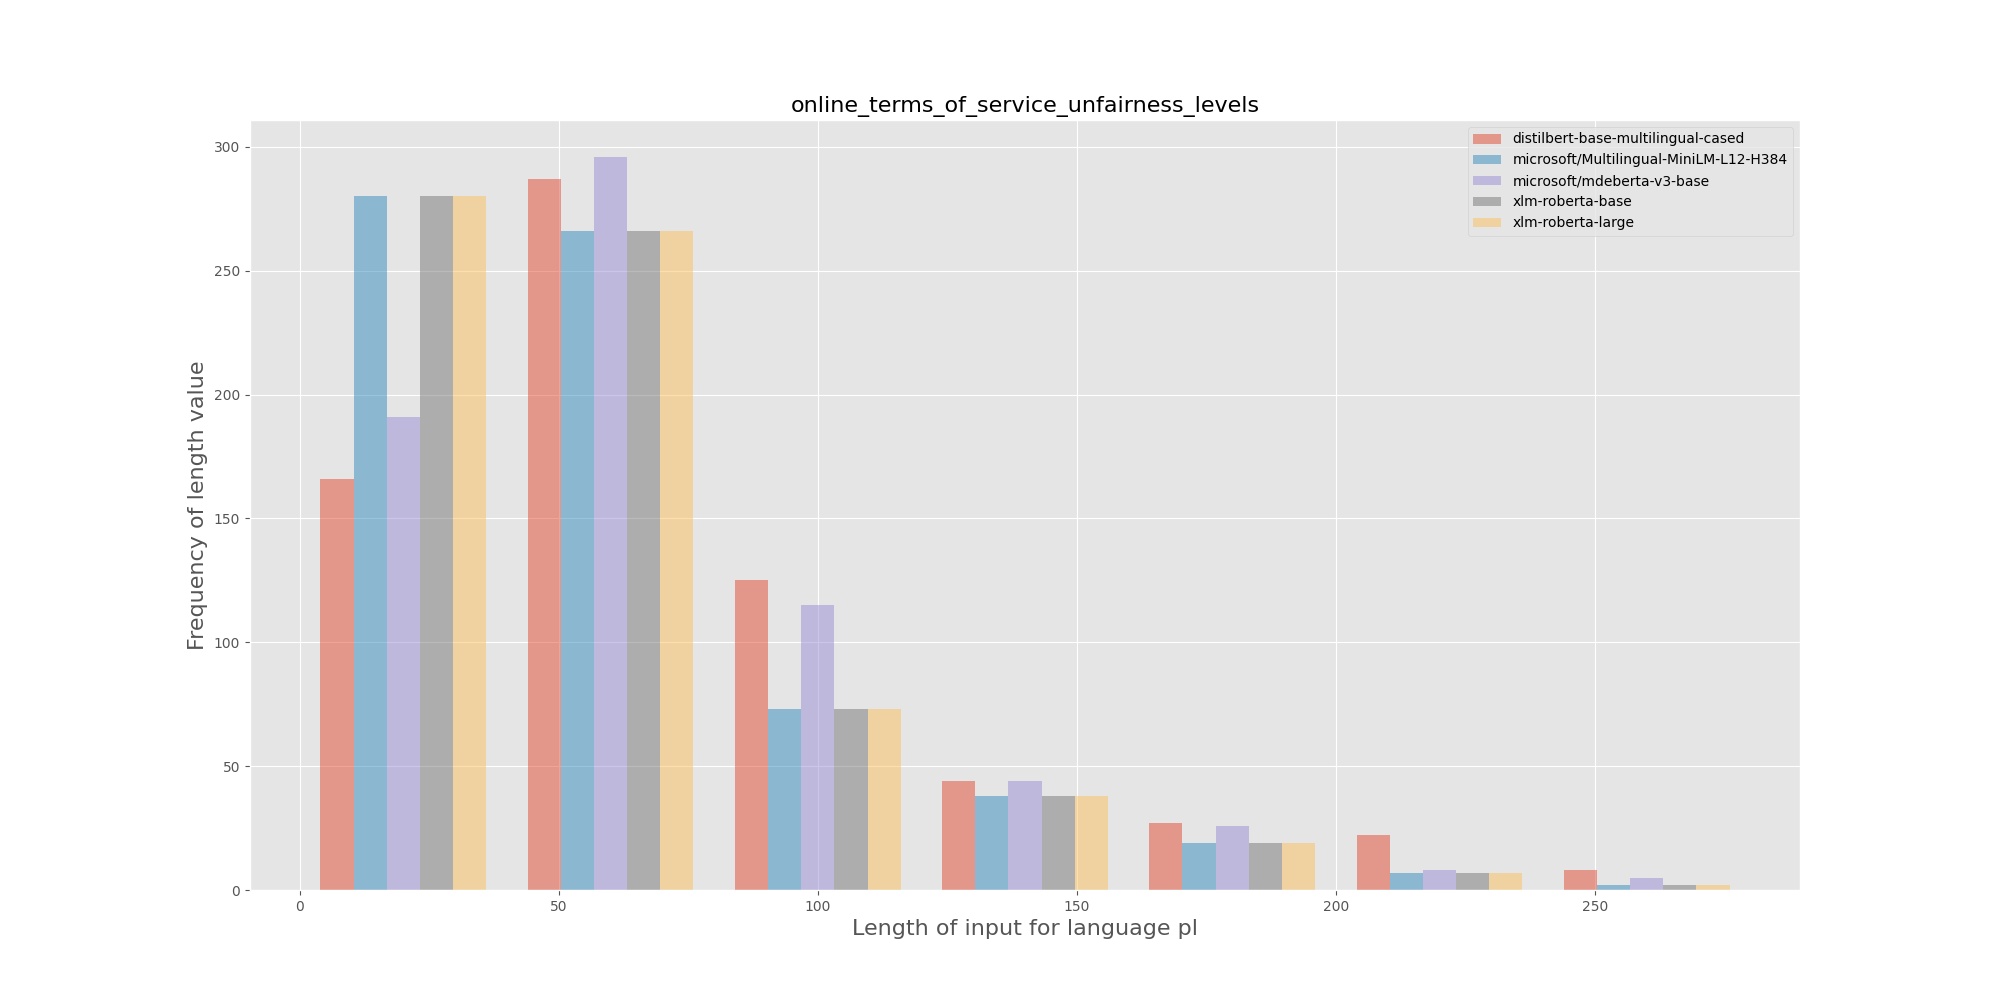 online_terms_of_service_unfairness_levels
distilbert-base-multilingual-cased
microsoft/Multilingual-MiniLM-L12-H384
microsoft/mdeberta-v3-base
xlm-roberta-base
xlm-roberta-large
Frequency of length value
300
250
200
150
100
50
0
0 50 100 150 200 250
Length of input for language pl